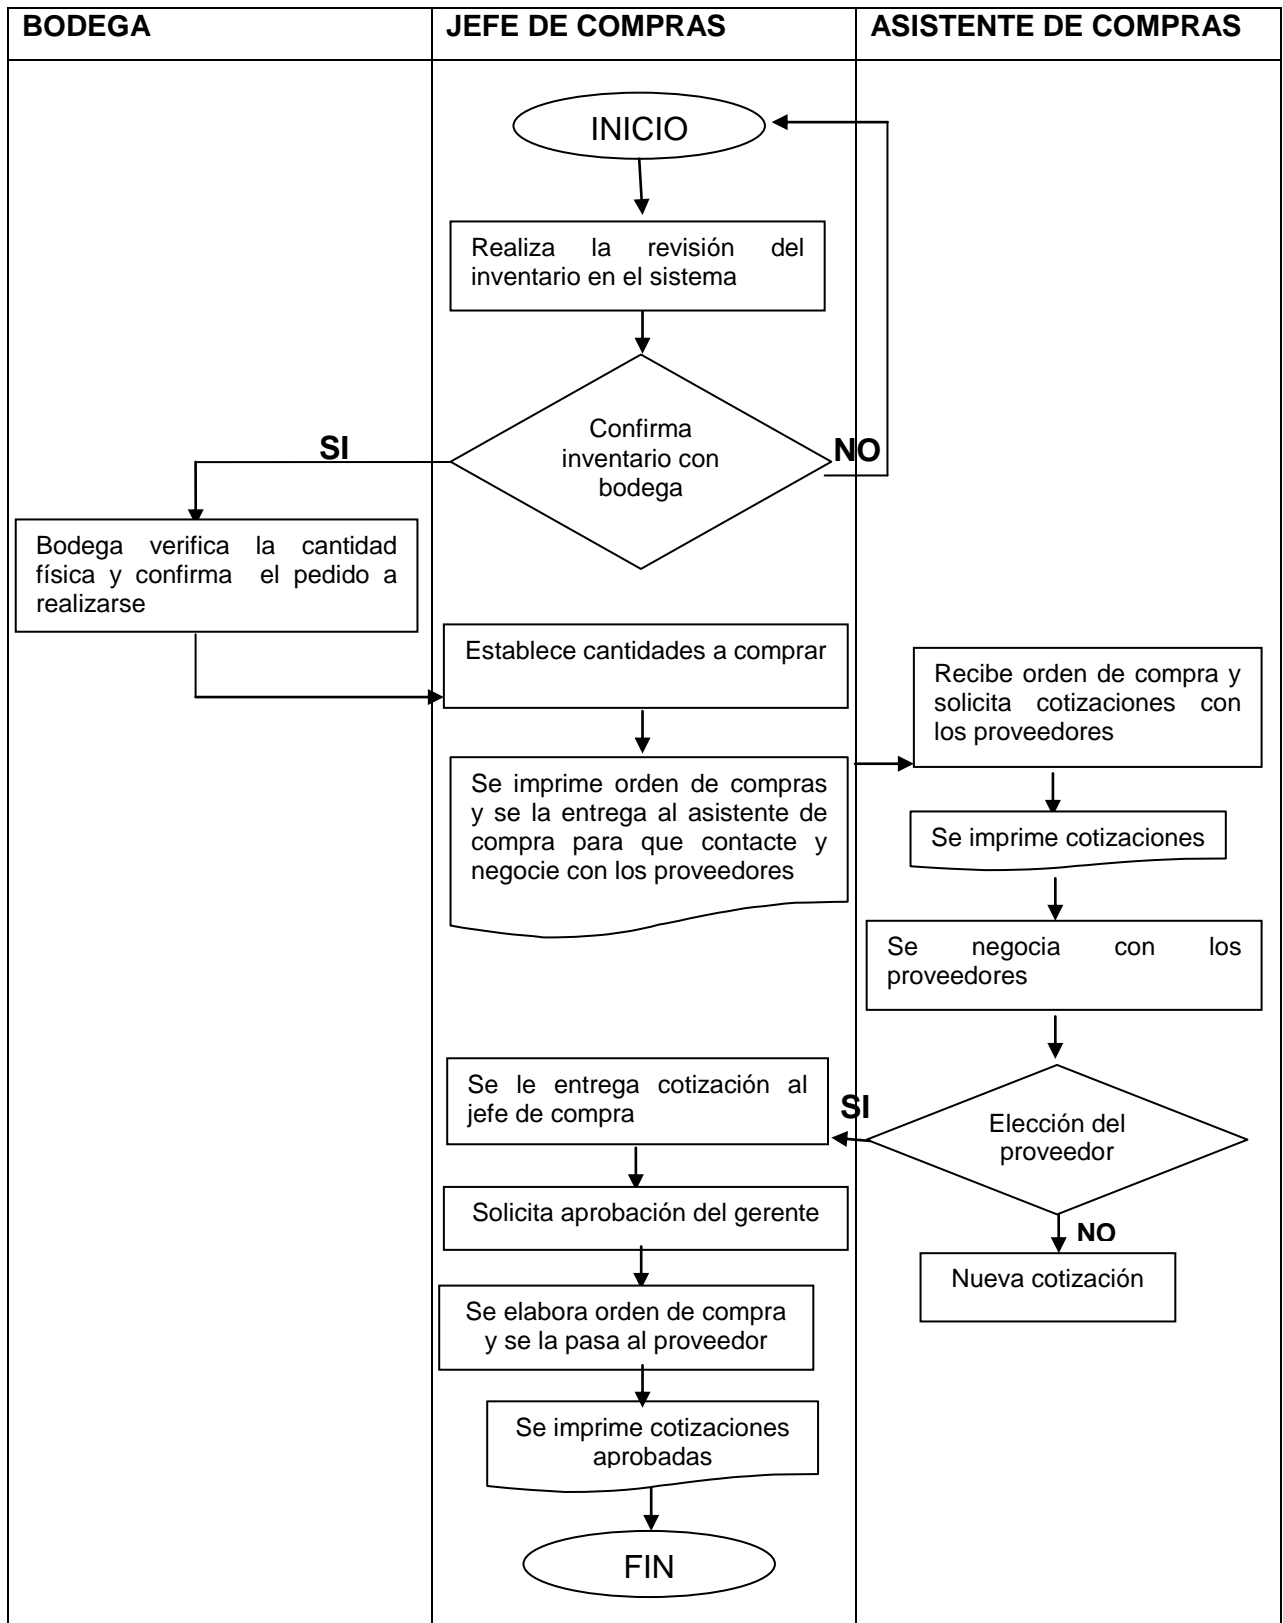 BODEGA
JEFE DE COMPRAS
ASISTENTE DE COMPRAS
INICIO
Realiza la revisión del
inventario en el sistema
Confirma
inventario con
bodega
SI
NO
Bodega verifica la cantidad
física y confirma el pedido a
realizarse
Establece cantidades a comprar
Se imprime orden de compras
y se la entrega al asistente de
compra para que contacte y
negocie con los proveedores
Recibe orden de compra y
solicita cotizaciones con
los proveedores
Se imprime cotizaciones
Se negocia con los
proveedores
Elección del
proveedor
SI
NO
Nueva cotización
Se le entrega cotización al
jefe de compra
Solicita aprobación del gerente
Se elabora orden de compra
y se la pasa al proveedor
Se imprime cotizaciones
aprobadas
FIN